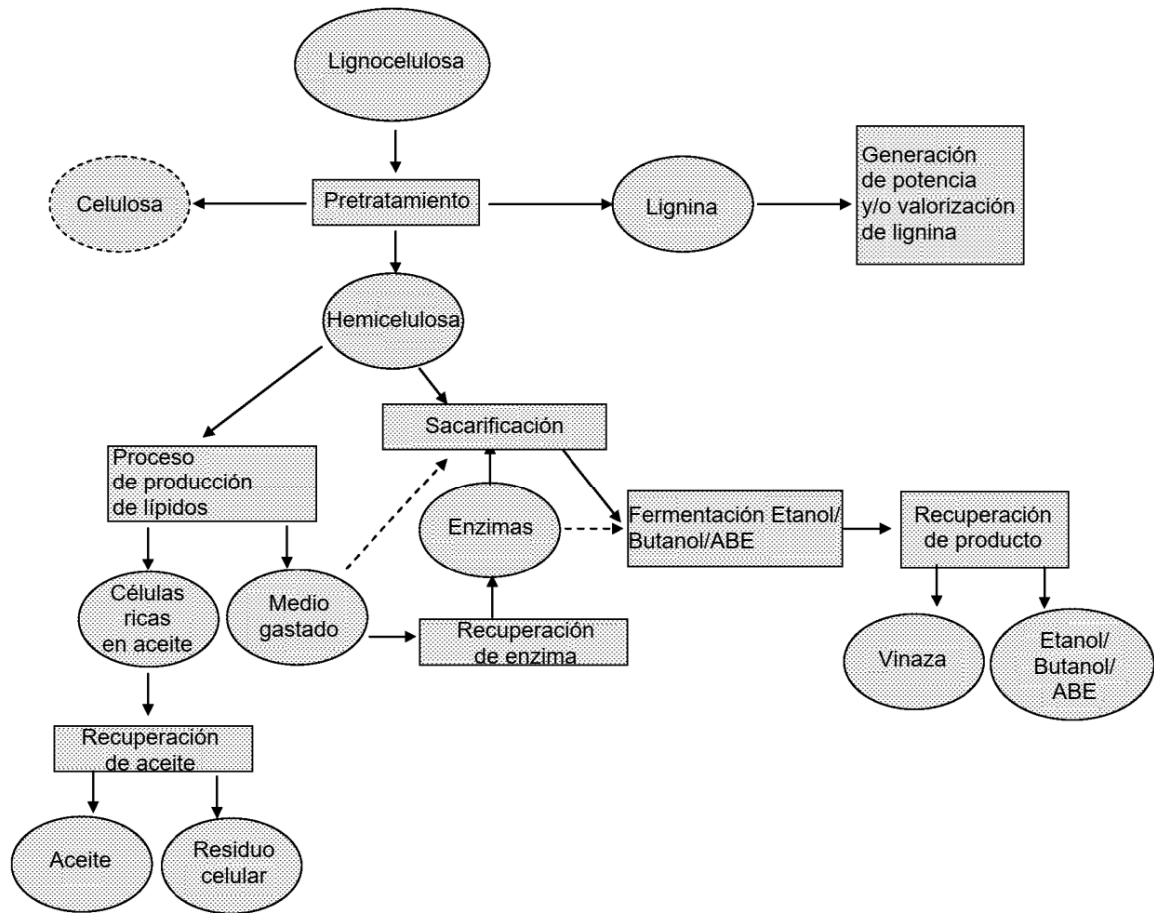 Lignocelulosa
Generación
de potencia
y/o valorización
de lignina
Celulosa
Pretratamiento
Lignina
Hemicelulosa
Sacarificación
Proceso
de producción
de lípidos
Enzimas
Fermentación Etanol/
Butanol/ABE
Recuperación
de producto
Células
ricas
en aceite
Medio
gastado
Recuperación
de enzima
Vinaza
Etanol/
Butanol/
ABE
Recuperación
de aceite
Aceite
Residuo
celular